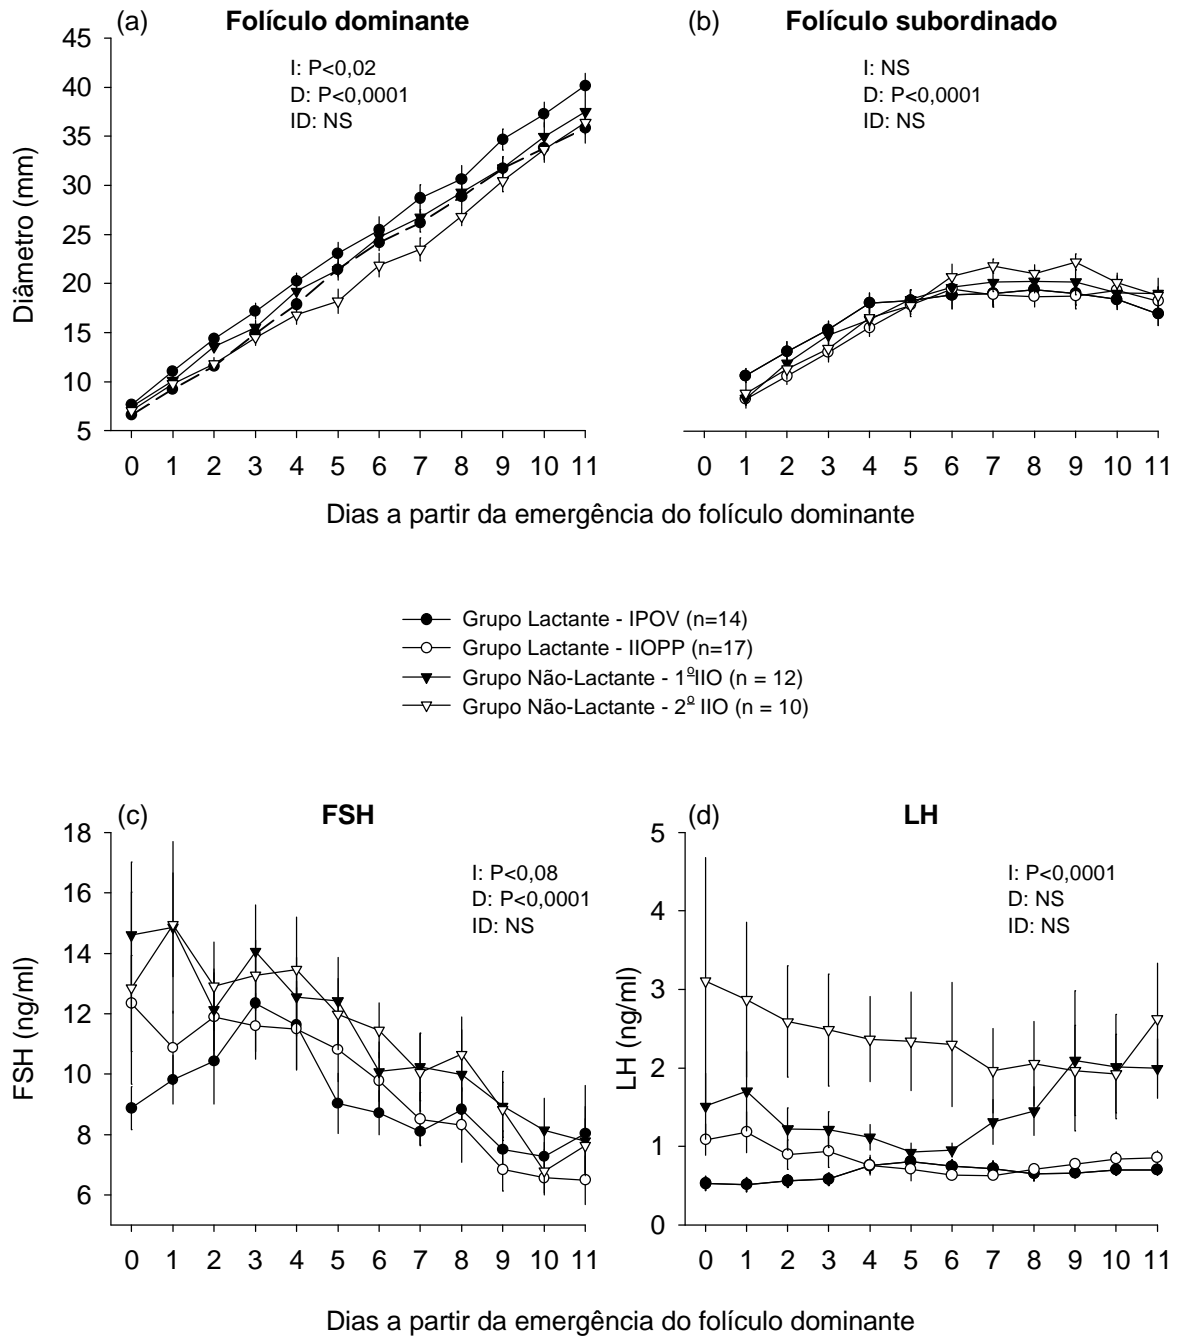 (a) Folículo dominante
I: P<0,02
D: P<0,0001
ID: NS
45
40
35
30
25
20
15
10
5
Diâmetro (mm)
0 1 2 3 4 5 6 7 8 9 10 11
(b) Folículo subordinado
I: NS
D: P<0,0001
ID: NS
0 1 2 3 4 5 6 7 8 9 10 11
Dias a partir da emergência do folículo dominante
Grupo Lactante - IPOV (n=14)
Grupo Lactante - IIOPP (n=17)
Grupo Não-Lactante - 1º IIO (n = 12)
Grupo Não-Lactante - 2º IIO (n = 10)
(c) FSH
I: P<0,08
D: P<0,0001
ID: NS
18
16
14
12
10
8
6
FSH (ng/ml)
0 1 2 3 4 5 6 7 8 9 10 11
(d) LH
I: P<0,0001
D: NS
ID: NS
5
4
3
2
1
0
LH (ng/ml)
0 1 2 3 4 5 6 7 8 9 10 11
Dias a partir da emergência do folículo dominante